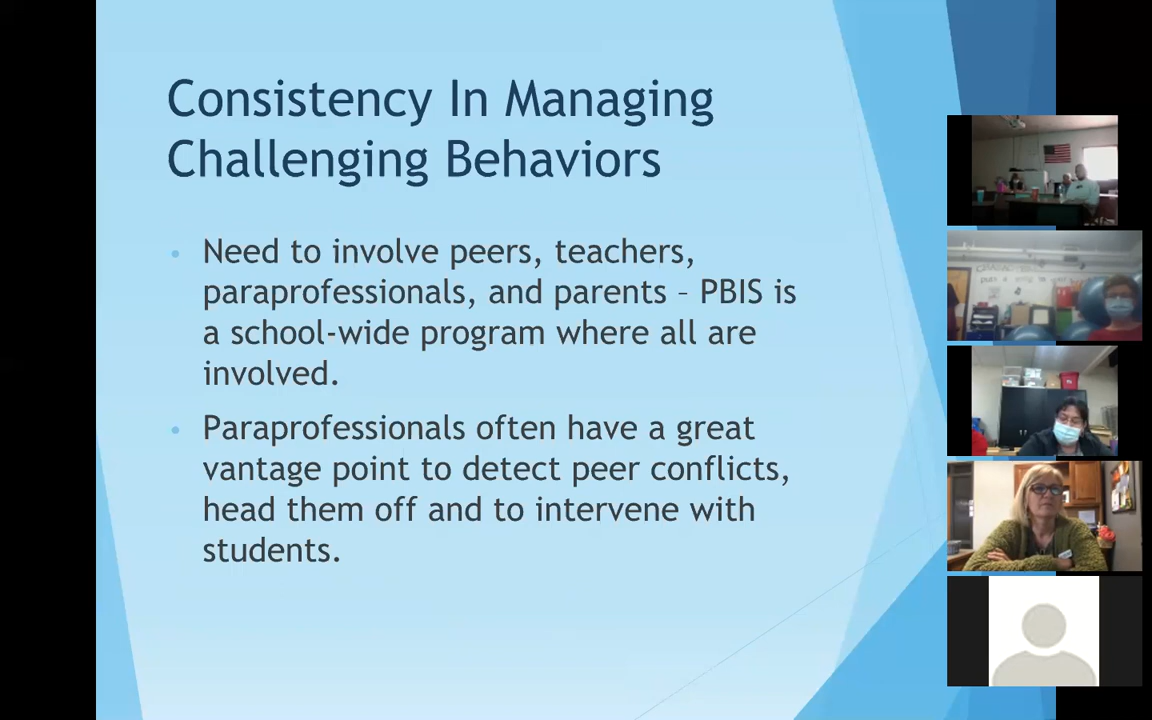 Consistency In Managing
Challenging Behaviors
Need to involve peers, teachers,
paraprofessionals, and parents – PBIS is
a school-wide program where all are
involved.
Paraprofessionals often have a great
vantage point to detect peer conflicts,
head them off and to intervene with
students.